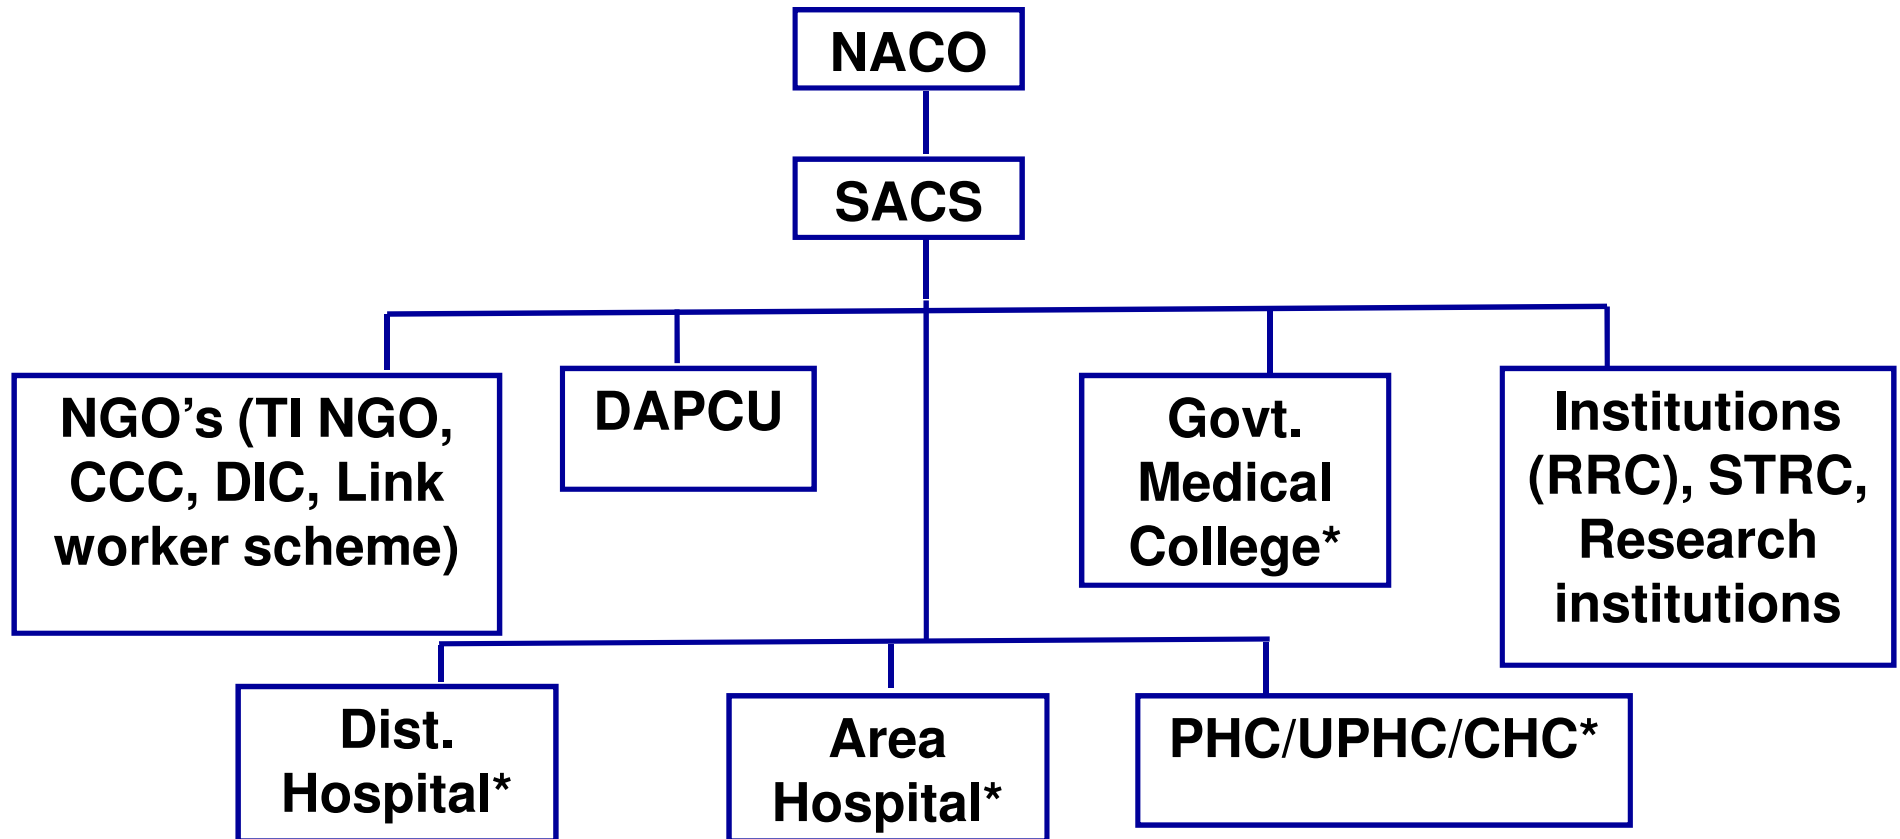 NACO
SACS
NGO’s (TI NGO,
CCC, DIC, Link
worker scheme)
DAPCU
Govt.
Medical
College*
Institutions
(RRC), STRC,
Research
institutions
Dist.
Hospital*
Area
Hospital*
PHC/UPHC/CHC*